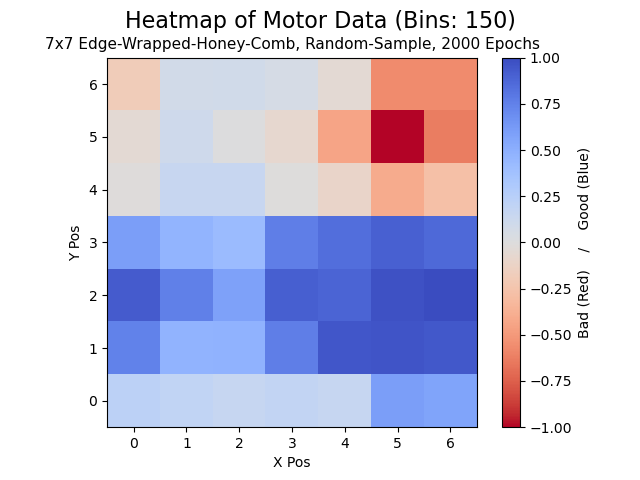 Heatmap of Motor Data (Bins: 150)
7x7 Edge-Wrapped-Honey-Comb, Random-Sample, 2000 Epochs
6
5
4
3
2
1
0
Y Pos
0 1 2 3 4 5 6
X Pos
1.00
0.75
0.50
0.25
0.00
−0.25
−0.50
−0.75
−1.00
Bad (Red) / Good (Blue)